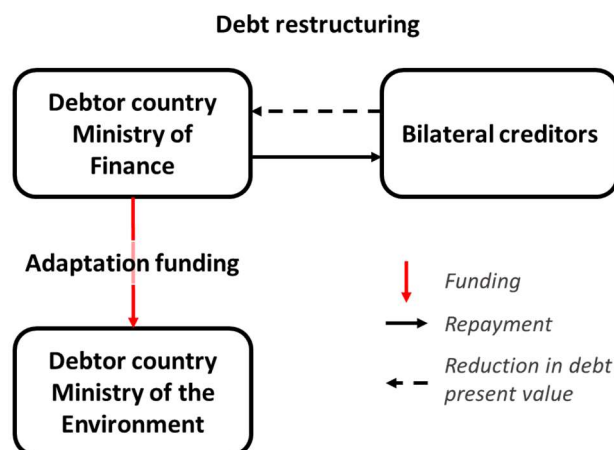 Debt restructuring
Debtor country
Ministry of
Finance
Bilateral creditors
Adaptation funding
Debtor country
Ministry of the
Environment
Funding
Repayment
Reduction in debt
present value